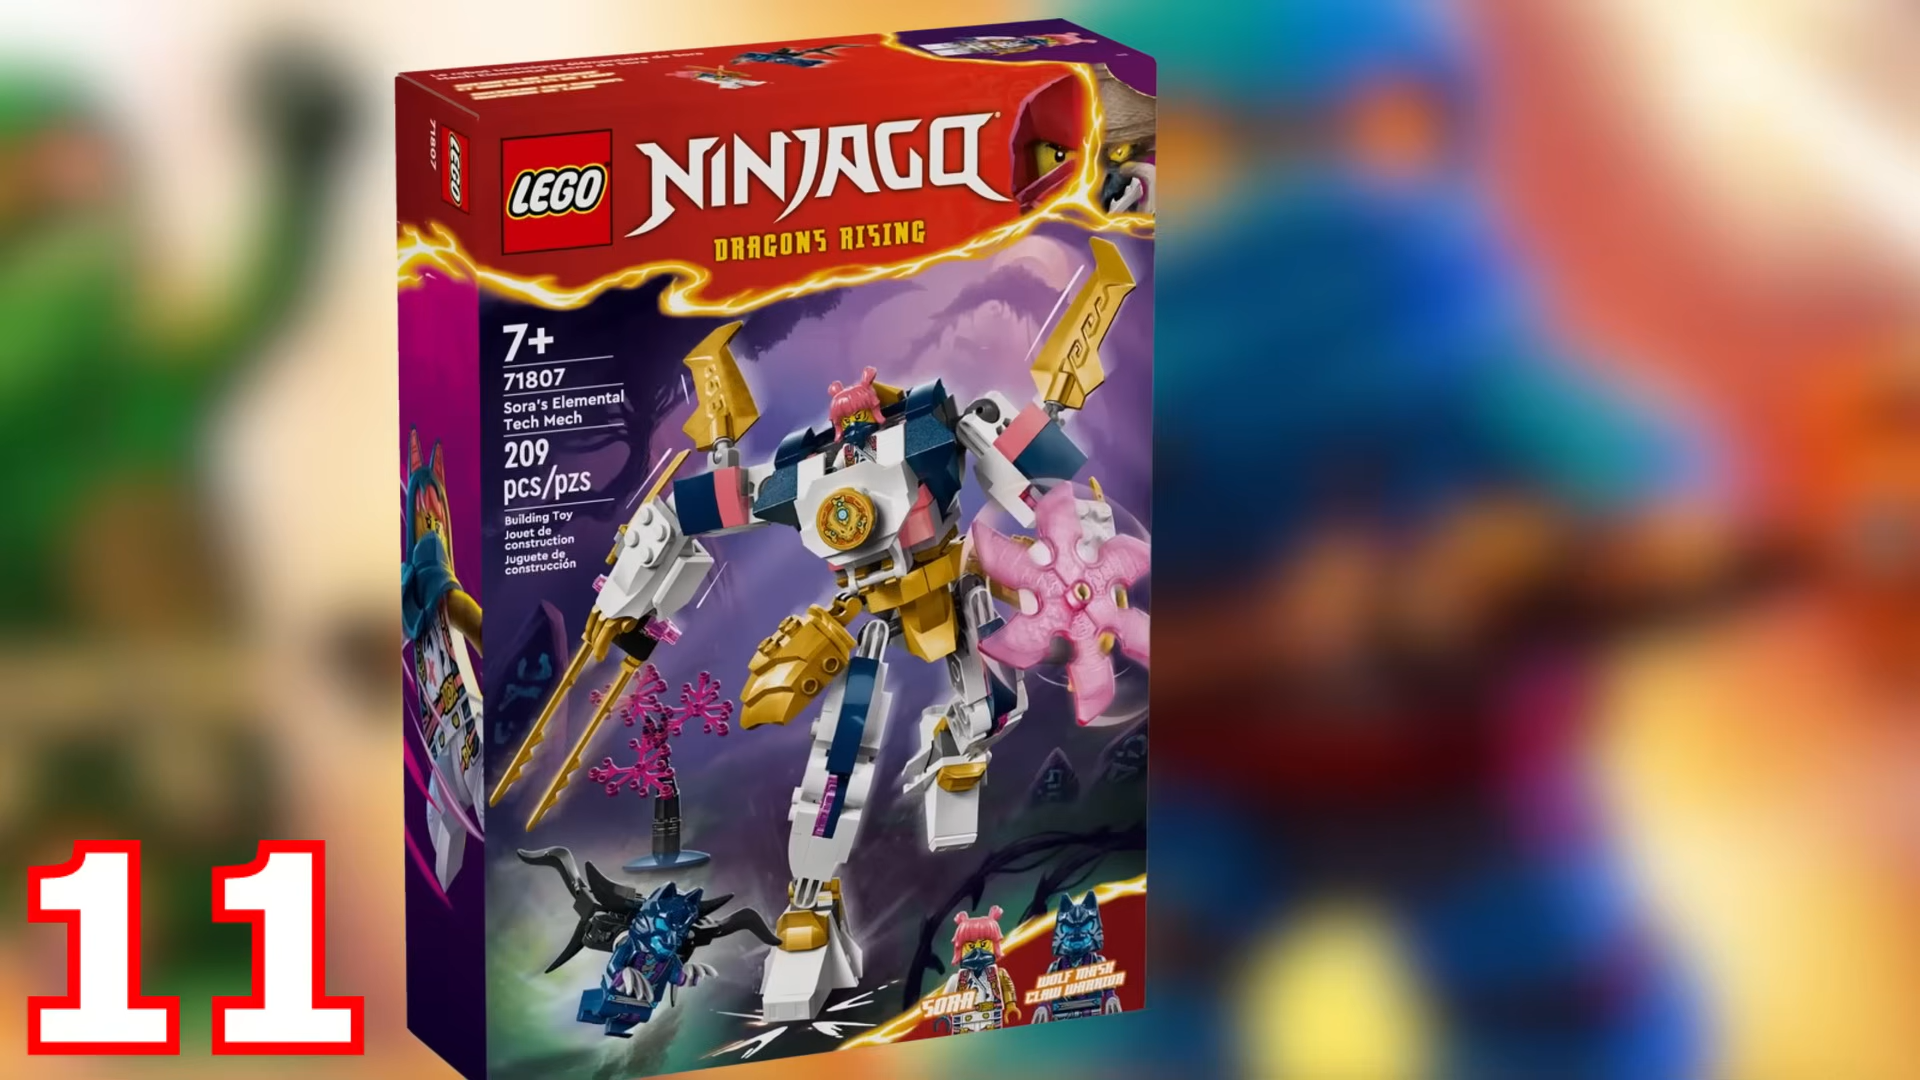 LEGO
NINJAGO
DRAGONS RISING
7+
71807
Sora's Elemental
Tech Mech
209
pcs/pzs
Building Toy
Jouet de
construction
Juguete de
construcción
71807
LEGO
SORA
WOLF MASK
CLAW WARRIOR
11